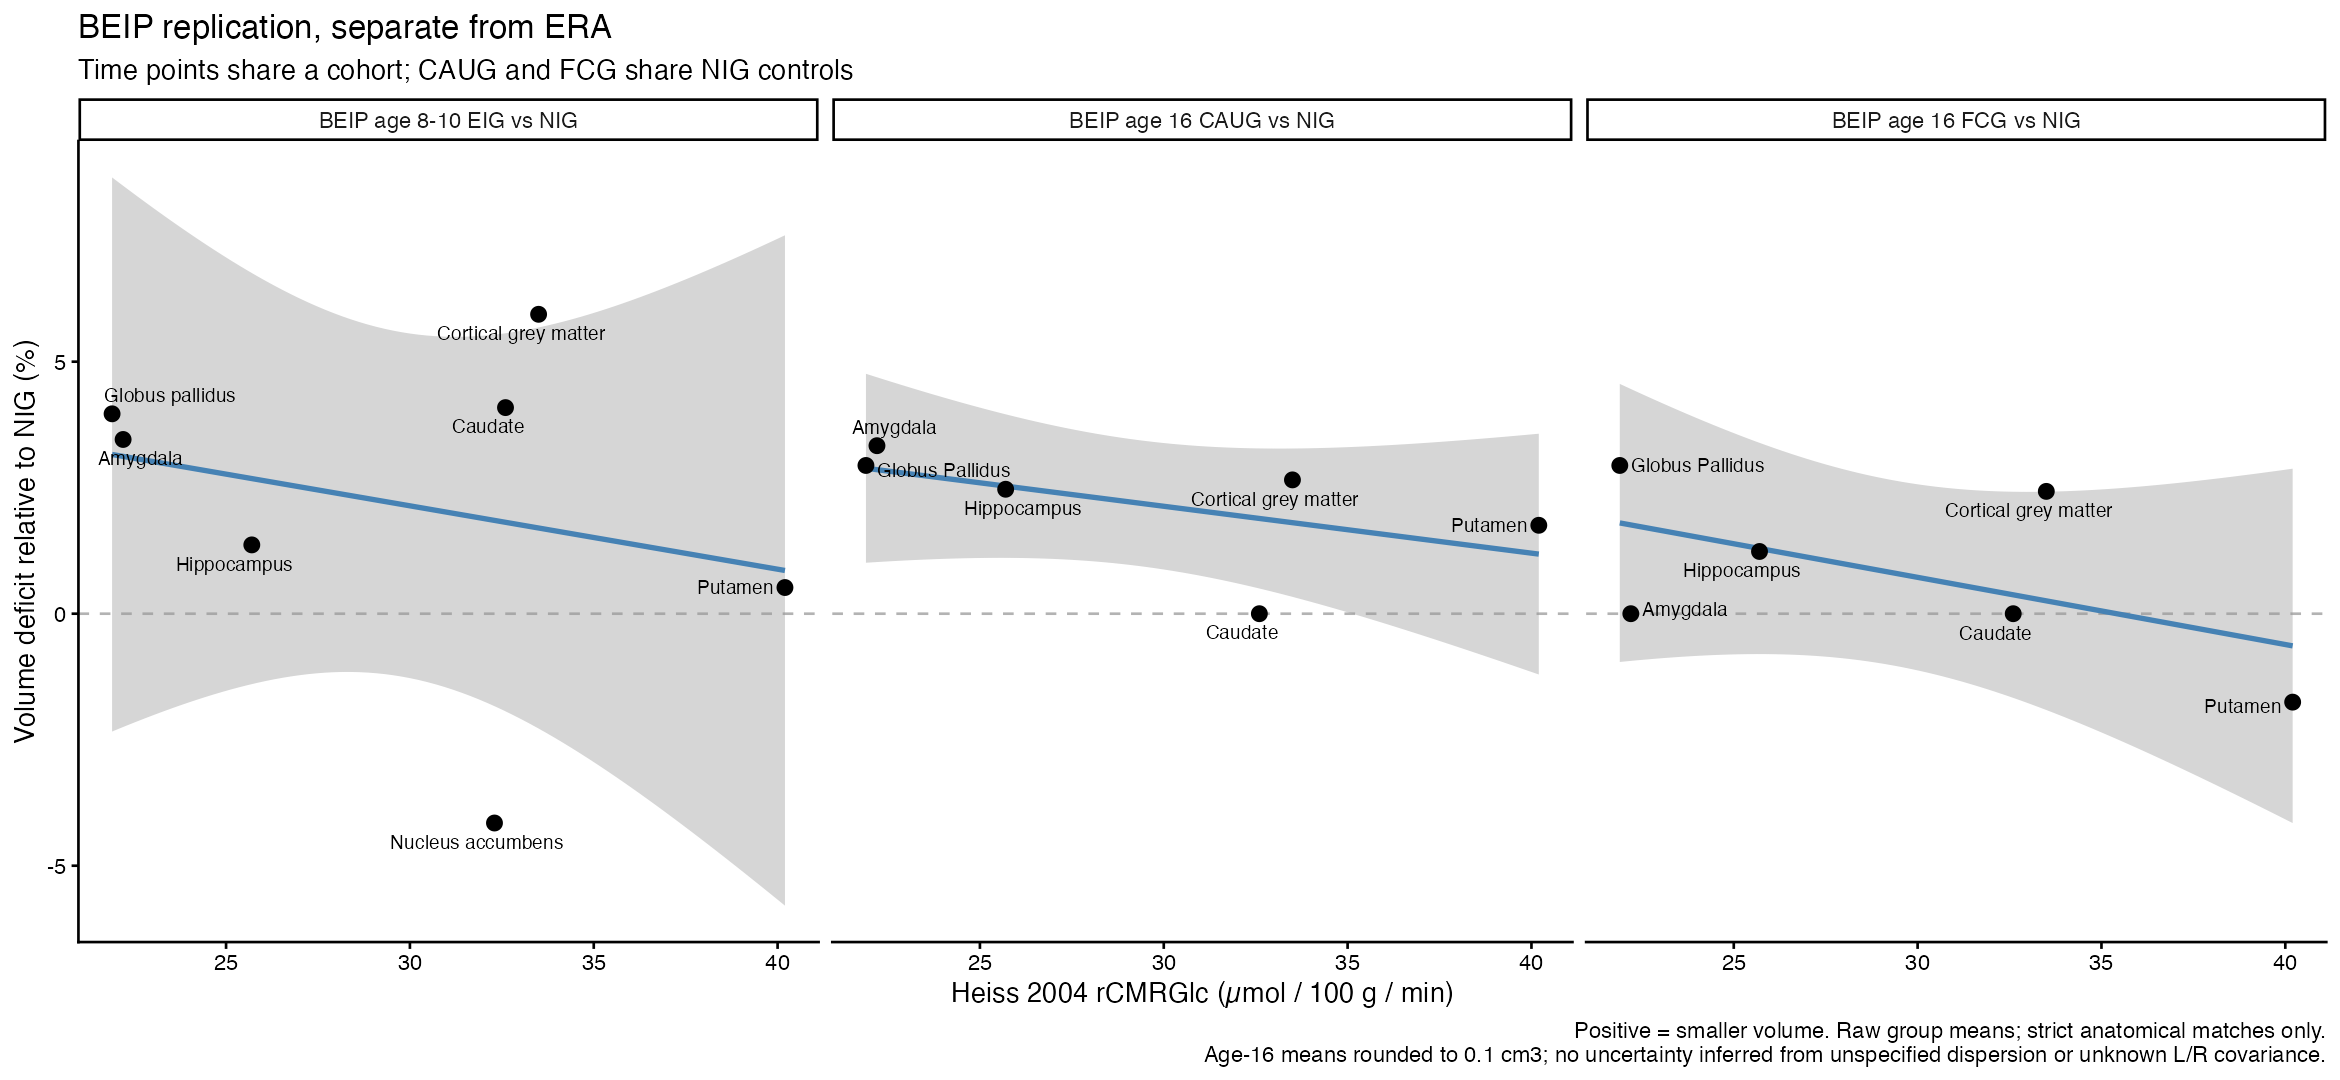 BEIP replication, separate from ERA
Time points share a cohort; CAUG and FCG share NIG controls
BEIP age 8-10 EIG vs NIG
BEIP age 16 CAUG vs NIG
BEIP age 16 FCG vs NIG
Volume deficit relative to NIG (%)
5
0
-5
Cortical grey matter
Globus pallidus
Caudate
Amygdala
Hippocampus
Putamen
Nucleus accumbens
25
30
35
40
Amygdala
Globus Pallidus
Hippocampus
Cortical grey matter
Putamen
Caudate
25
30
35
40
Globus Pallidus
Cortical grey matter
Hippocampus
Amygdala
Caudate
Putamen
25
30
35
40
Heiss 2004 rCMRGlc (µmol / 100 g / min)
Positive = smaller volume. Raw group means; strict anatomical matches only.
Age-16 means rounded to 0.1 cm3; no uncertainty inferred from unspecified dispersion or unknown L/R covariance.